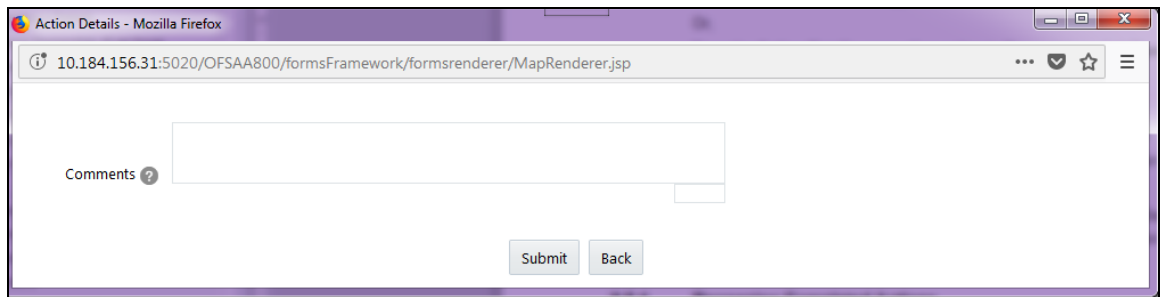 Action Details - Mozilla Firefox
10.184.156.31:5020/OFSAA800/formsFramework/formsrenderer/MapRenderer.jsp
Comments ?
Submit Back